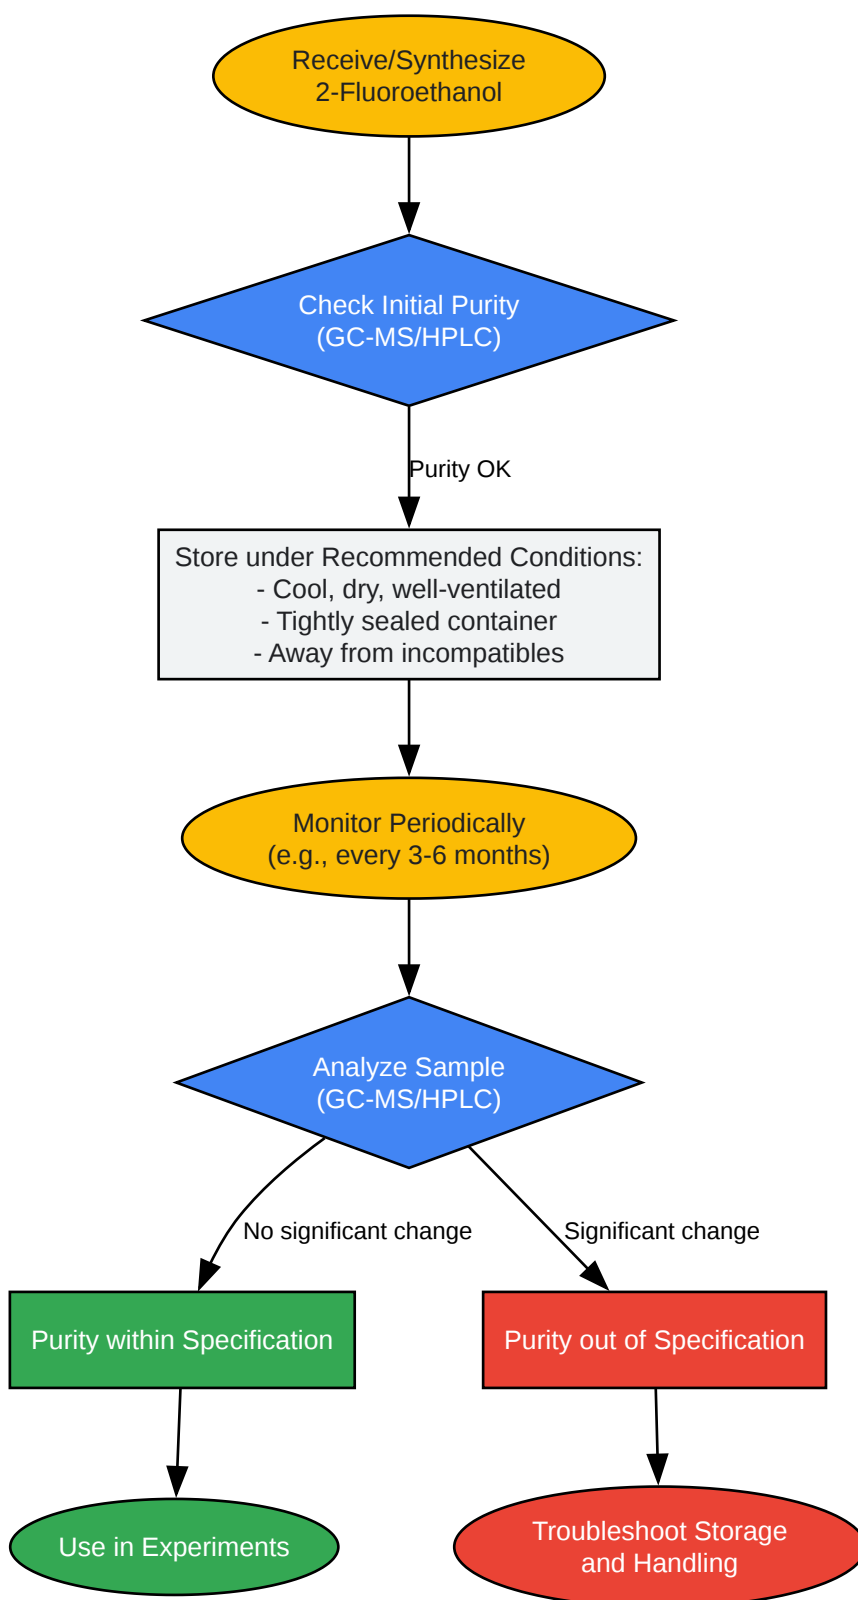 Receive/Synthesize
2-Fluoroethanol
Check Initial Purity
(GC-MS/HPLC)
Purity OK
Store under Recommended Conditions:
- Cool, dry, well-ventilated
- Tightly sealed container
- Away from incompatibles
Monitor Periodically
(e.g., every 3-6 months)
Analyze Sample
(GC-MS/HPLC)
No significant change
Significant change
Purity within Specification
Purity out of Specification
Use in Experiments
Troubleshoot Storage
and Handling